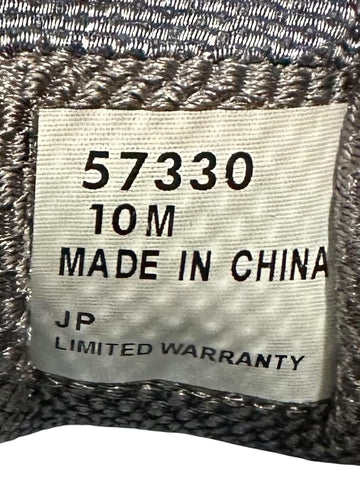 57330
10M
MADE IN CHINA
JP
LIMITED WARRANTY